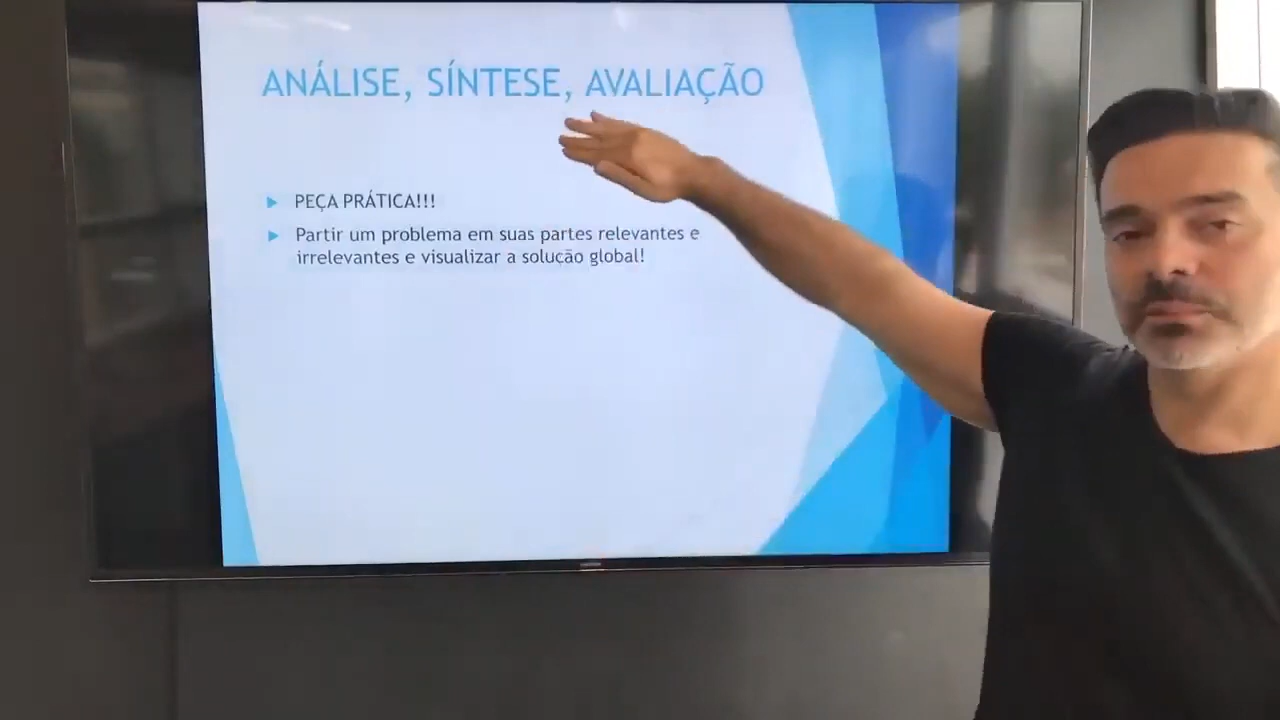 ANÁLISE, SÍNTESE, AVALIAÇÃO
PEÇA PRÁTICA!!!
Partir um problema em suas partes relevantes e
irrelevantes e visualizar a solução global!